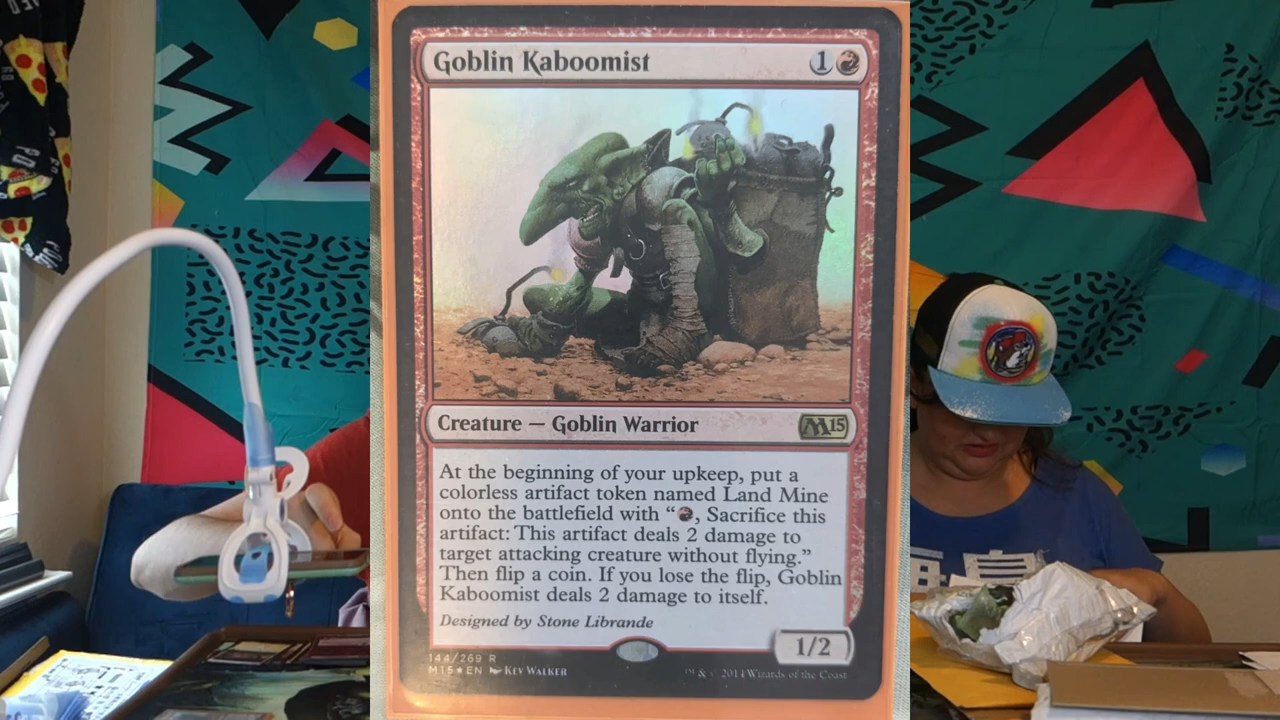 Goblin Kaboomist
1
Creature — Goblin Warrior
M15
At the beginning of your upkeep, put a
colorless artifact token named Land Mine
onto the battlefield with “, Sacrifice this
artifact: This artifact deals 2 damage to
target attacking creature without flying.”
Then flip a coin. If you lose the flip, Goblin
Kaboomist deals 2 damage to itself.
Designed by Stone Librande
1/2
144/269 R
M15★EN Kev Walker
™ & © 2014 Wizards of the Coast